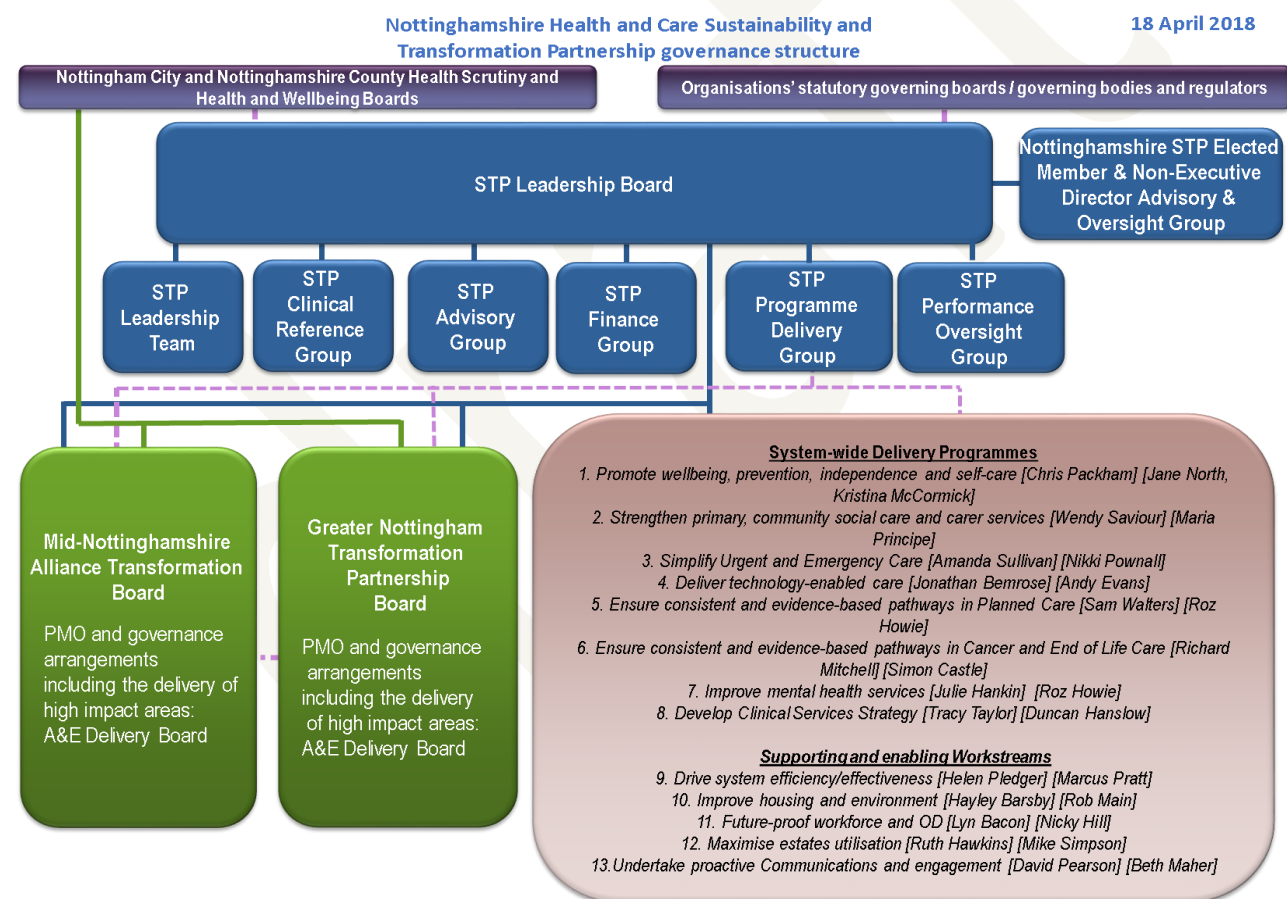 Nottinghamshire Health and Care Sustainability and
Transformation Partnership governance structure
18 April 2018
Nottingham City and Nottinghamshire County Health Scrutiny and
Health and Wellbeing Boards
Organisations' statutory governing boards / governing bodies and regulators
STP Leadership Board
Nottinghamshire STP Elected
Member & Non-Executive
Director Advisory &
Oversight Group
STP
Leadership
Team
STP
Clinical
Reference
Group
STP
Advisory
Group
STP
Finance
Group
STP
Programme
Delivery
Group
STP
Performance
Oversight
Group
Mid-Nottinghamshire
Alliance Transformation
Board
PMO and governance
arrangements
including the delivery of
high impact areas:
A&E Delivery Board
Greater Nottingham
Transformation
Partnership
Board
PMO and governance
arrangements
including the delivery
of high impact areas:
A&E Delivery Board
System-wide Delivery Programmes
1. Promote wellbeing, prevention, independence and self-care [Chris Packham] [Jane North,
Kristina McCormick]
2. Strengthen primary, community social care and carer services [Wendy Saviour] [Maria
Principe]
3. Simplify Urgent and Emergency Care [Amanda Sullivan] [Nikki Pownall]
4. Deliver technology-enabled care [Jonathan Bemrose] [Andy Evans]
5. Ensure consistent and evidence-based pathways in Planned Care [Sam Walters] [Roz
Howie]
6. Ensure consistent and evidence-based pathways in Cancer and End of Life Care [Richard
Mitchell] [Simon Castle]
7. Improve mental health services [Julie Hankin] [Roz Howie]
8. Develop Clinical Services Strategy [Tracy Taylor] [Duncan Hanslow]
Supporting and enabling Workstreams
9. Drive system efficiency/effectiveness [Helen Pledger] [Marcus Pratt]
10. Improve housing and environment [Hayley Barsby] [Rob Main]
11. Future-proof workforce and OD [Lyn Bacon] [Nicky Hill]
12. Maximise estates utilisation [Ruth Hawkins] [Mike Simpson]
13.Undertake proactive Communications and engagement [David Pearson] [Beth Maher]